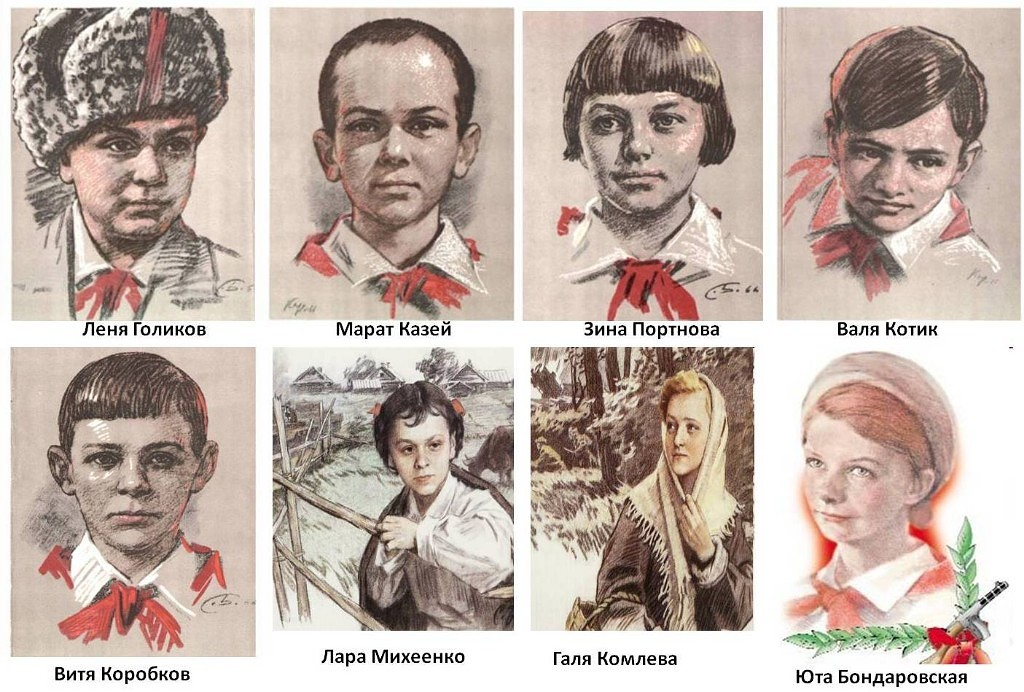 Леня Голиков
Марат Казей
Зина Портнова
Валя Котик
Витя Коробков
Лара Михеенко
Галя Комлева
Юта Бондаровская